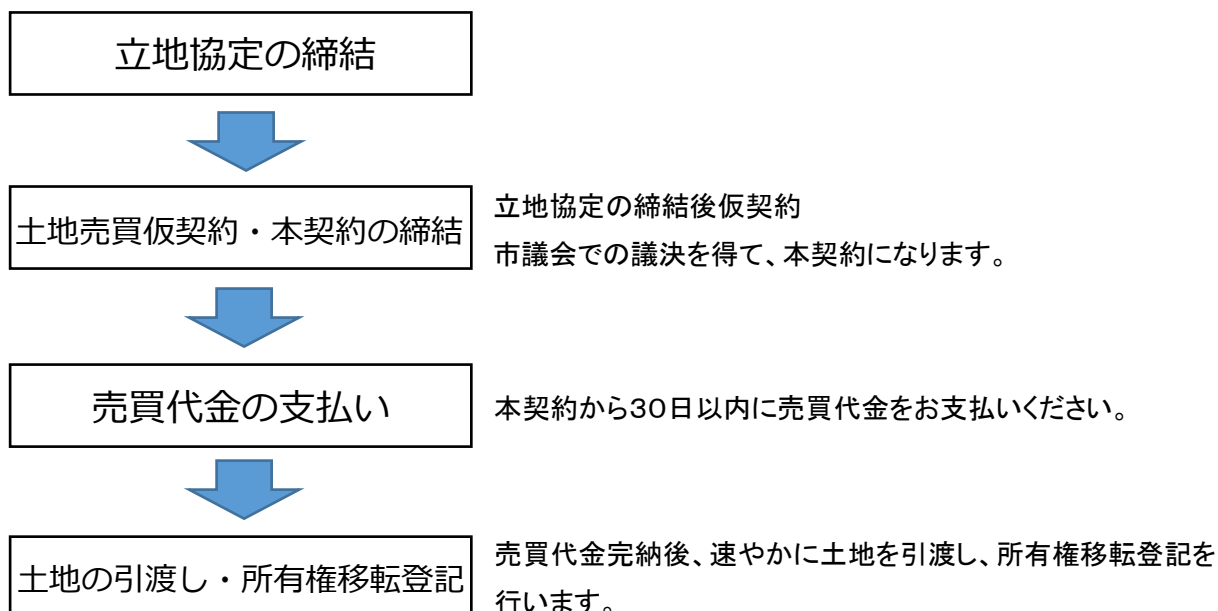 立地協定の締結
土地売買仮契約・本契約の締結
立地協定の締結後仮契約
市議会での議決を得て、本契約になります。
売買代金の支払い
本契約から30日以内に売買代金をお支払いください。
土地の引渡し・所有権移転登記
売買代金完納後、速やかに土地を引渡し、所有権移転登記を
行います。